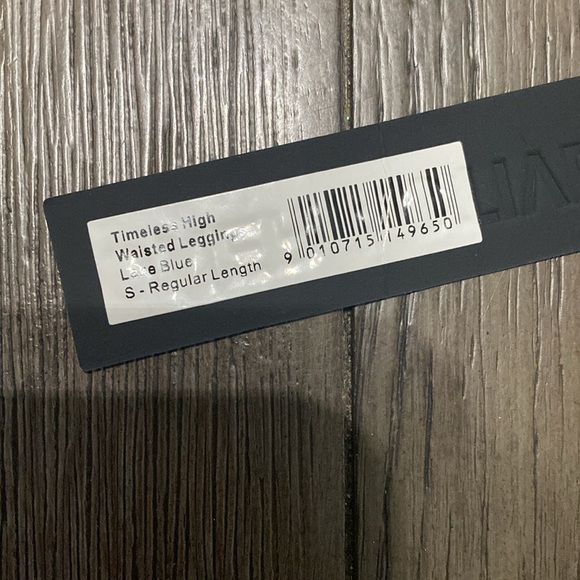 Timeless High
Waisted Leggings
Lake Blue
S - Regular Length
9 010715 149650